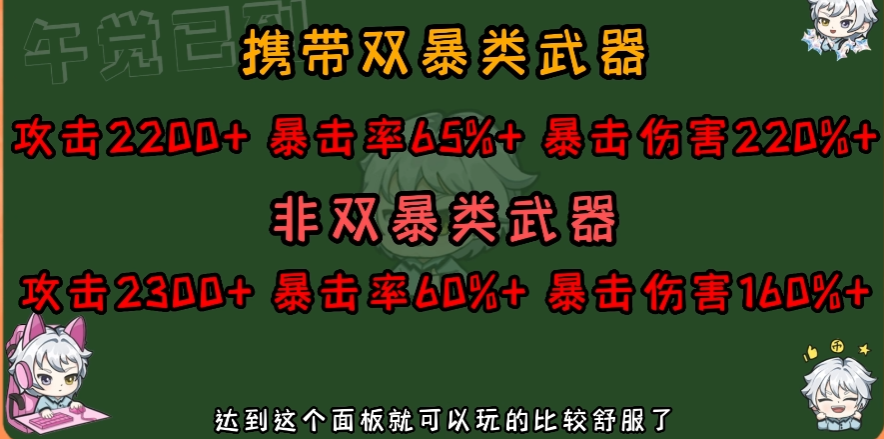 午觉已到
携带双暴类武器
攻击2200+ 暴击率65%+ 暴击伤害220%+
非双暴类武器
攻击2300+ 暴击率60%+ 暴击伤害160%+
达到这个面板就可以玩的比较舒服了